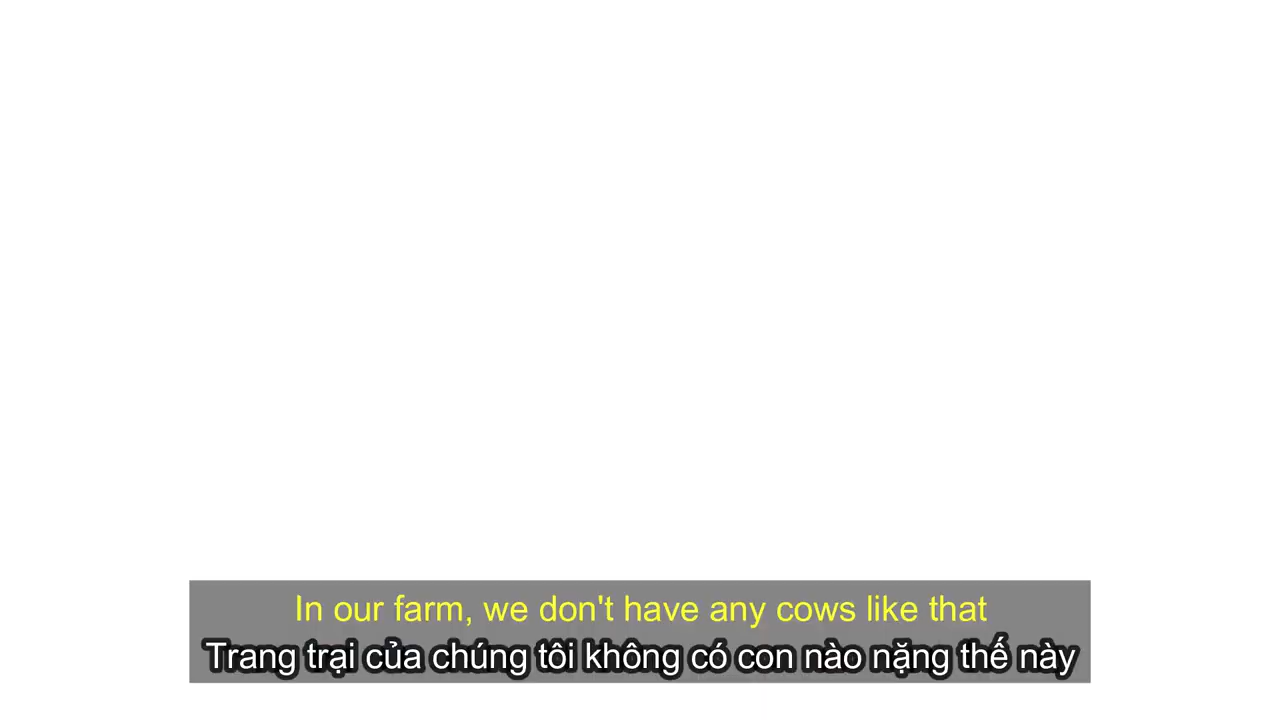 In our farm, we don't have any cows like that
Trang trại của chúng tôi không có con nào nặng thế này